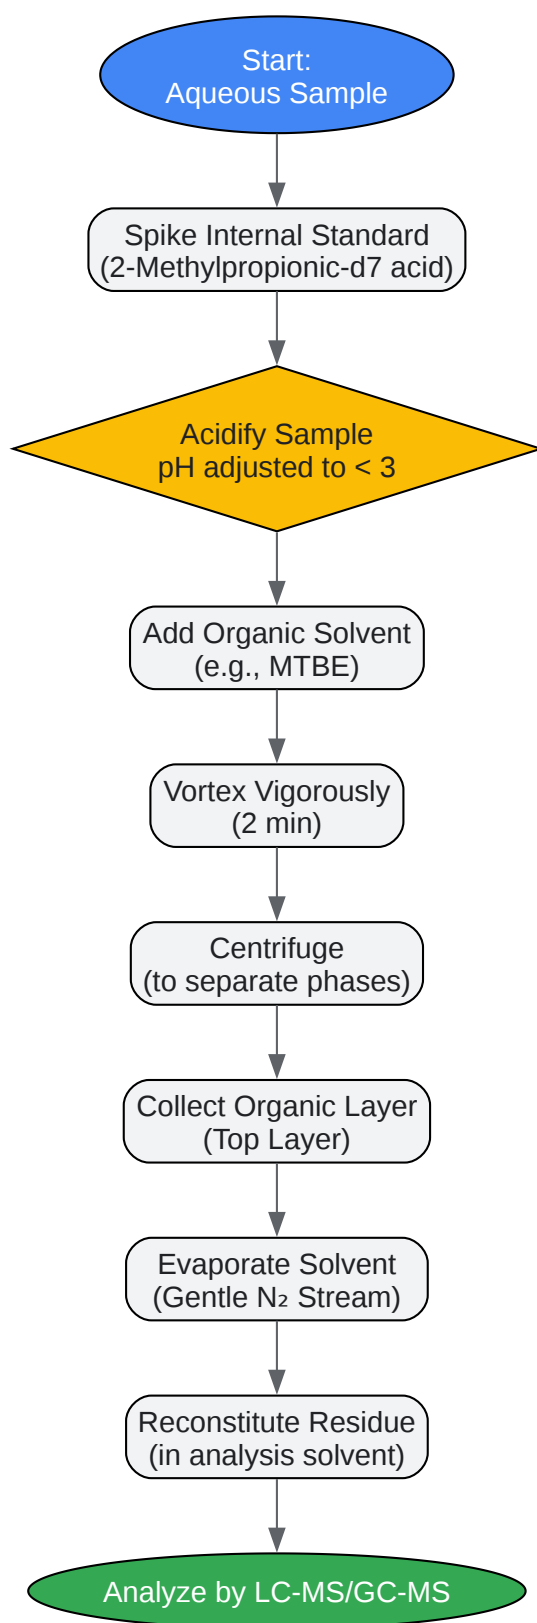 Start:
Aqueous Sample
Spike Internal Standard
(2-Methylpropionic-d7 acid)
Acidify Sample
pH adjusted to < 3
Add Organic Solvent
(e.g., MTBE)
Vortex Vigorously
(2 min)
Centrifuge
(to separate phases)
Collect Organic Layer
(Top Layer)
Evaporate Solvent
(Gentle N₂ Stream)
Reconstitute Residue
(in analysis solvent)
Analyze by LC-MS/GC-MS